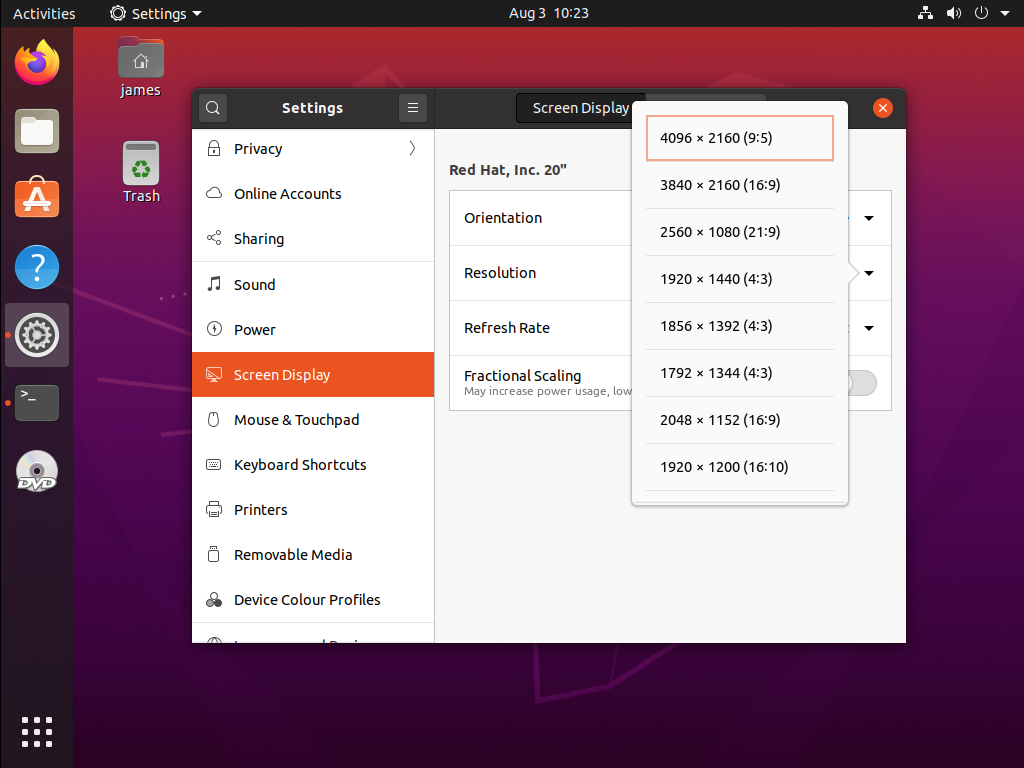 Activities
Settings
Aug 3 10:23
james
Trash
>_
DVD
Settings
Screen Display
Privacy
Online Accounts
Sharing
Sound
Power
Screen Display
Mouse & Touchpad
Keyboard Shortcuts
Printers
Removable Media
Device Colour Profiles
Red Hat, Inc. 20"
Orientation
Resolution
Refresh Rate
Fractional Scaling
May increase power usage, low
4096 × 2160 (9:5)
3840 × 2160 (16:9)
2560 × 1080 (21:9)
1920 × 1440 (4:3)
1856 × 1392 (4:3)
1792 × 1344 (4:3)
2048 × 1152 (16:9)
1920 × 1200 (16:10)